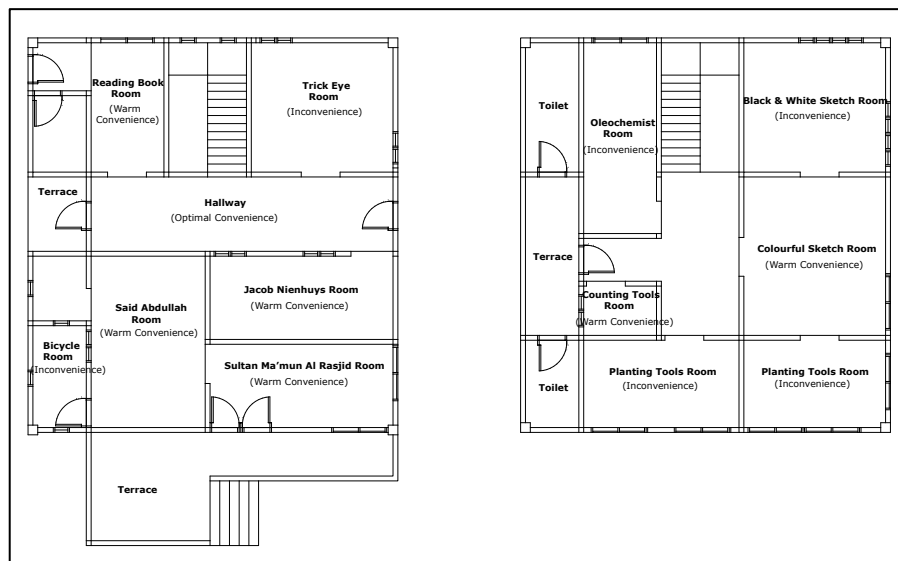 Reading Book
Room
(Warm
Convenience)
Trick Eye
Room
(Inconvenience)
Terrace
Hallway
(Optimal Convenience)
Jacob Nienhuys Room
(Warm Convenience)
Said Abdullah
Room
(Warm Convenience)
Bicycle
Room
(Inconvenience)
Sultan Ma'mun Al Rasjid Room
(Warm Convenience)
Terrace
Toilet
Oleochemist
Room
(Inconvenience)
Black & White Sketch Room
(Inconvenience)
Terrace
Colourful Sketch Room
(Warm Convenience)
Counting Tools
Room
(Warm Convenience)
Toilet
Planting Tools Room
(Inconvenience)
Planting Tools Room
(Inconvenience)